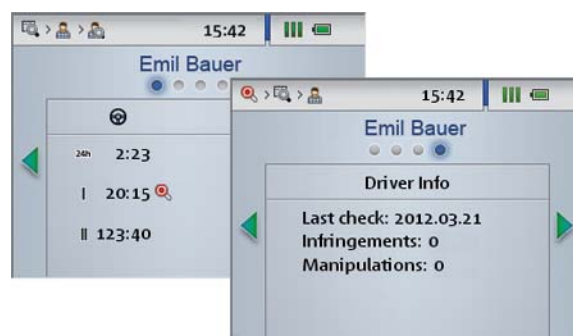 15:42
Emil Bauer
24h 2:23
I 20:15
II 123:40
15:42
Emil Bauer
Driver Info
Last check: 2012.03.21
Infringements: 0
Manipulations: 0